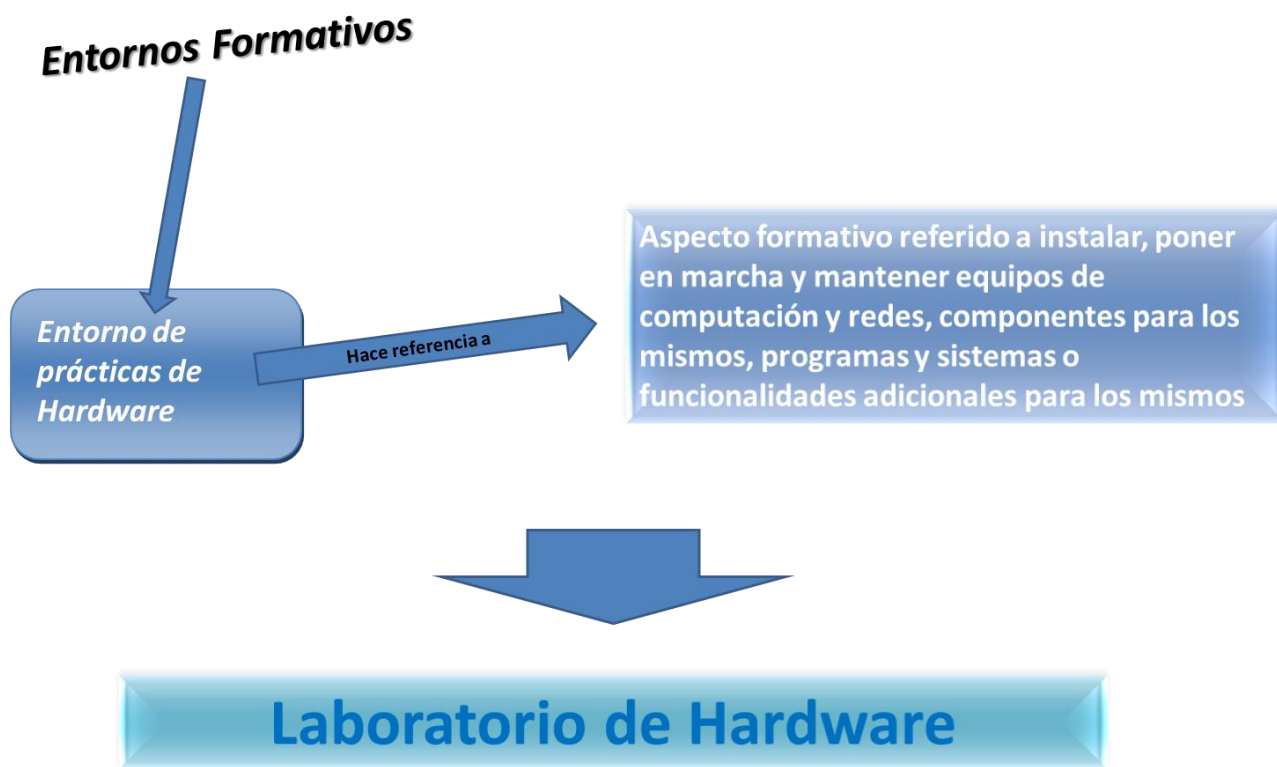 Entornos Formativos
Entorno de
prácticas de
Hardware
Hace referencia a
Aspecto formativo referido a instalar, poner
en marcha y mantener equipos de
computación y redes, componentes para los
mismos, programas y sistemas o
funcionalidades adicionales para los mismos
Laboratorio de Hardware